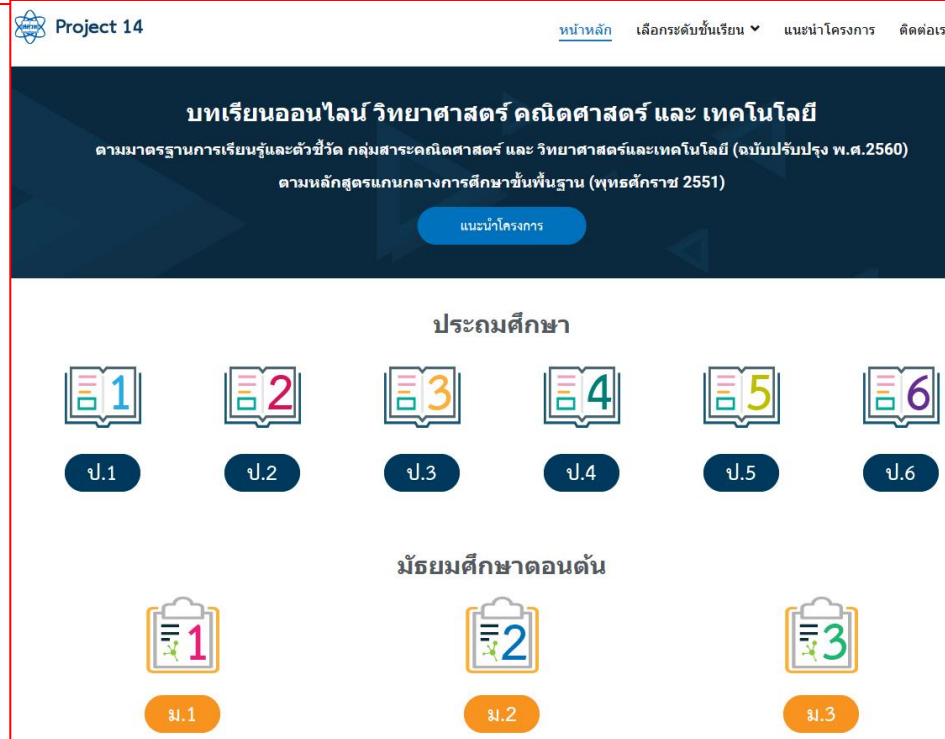 Project 14
หน้าหลัก เลือกระดับชั้นเรียน แนะนำโครงการ ติดต่อเร
บทเรียนออนไลน์ วิทยาศาสตร์ คณิตศาสตร์ และ เทคโนโลยี
ตามมาตรฐานการเรียนรู้และตัวชี้วัด กลุ่มสาระคณิตศาสตร์ และ วิทยาศาสตร์และเทคโนโลยี (ฉบับปรับปรุง พ.ศ.2560)
ตามหลักสูตรแกนกลางการศึกษาขั้นพื้นฐาน (พุทธศักราช 2551)
แนะนำโครงการ
ประถมศึกษา
1 2 3 4 5 6
ป.1 ป.2 ป.3 ป.4 ป.5 ป.6
มัธยมศึกษาตอนต้น
1 2 3
ม.1 ม.2 ม.3